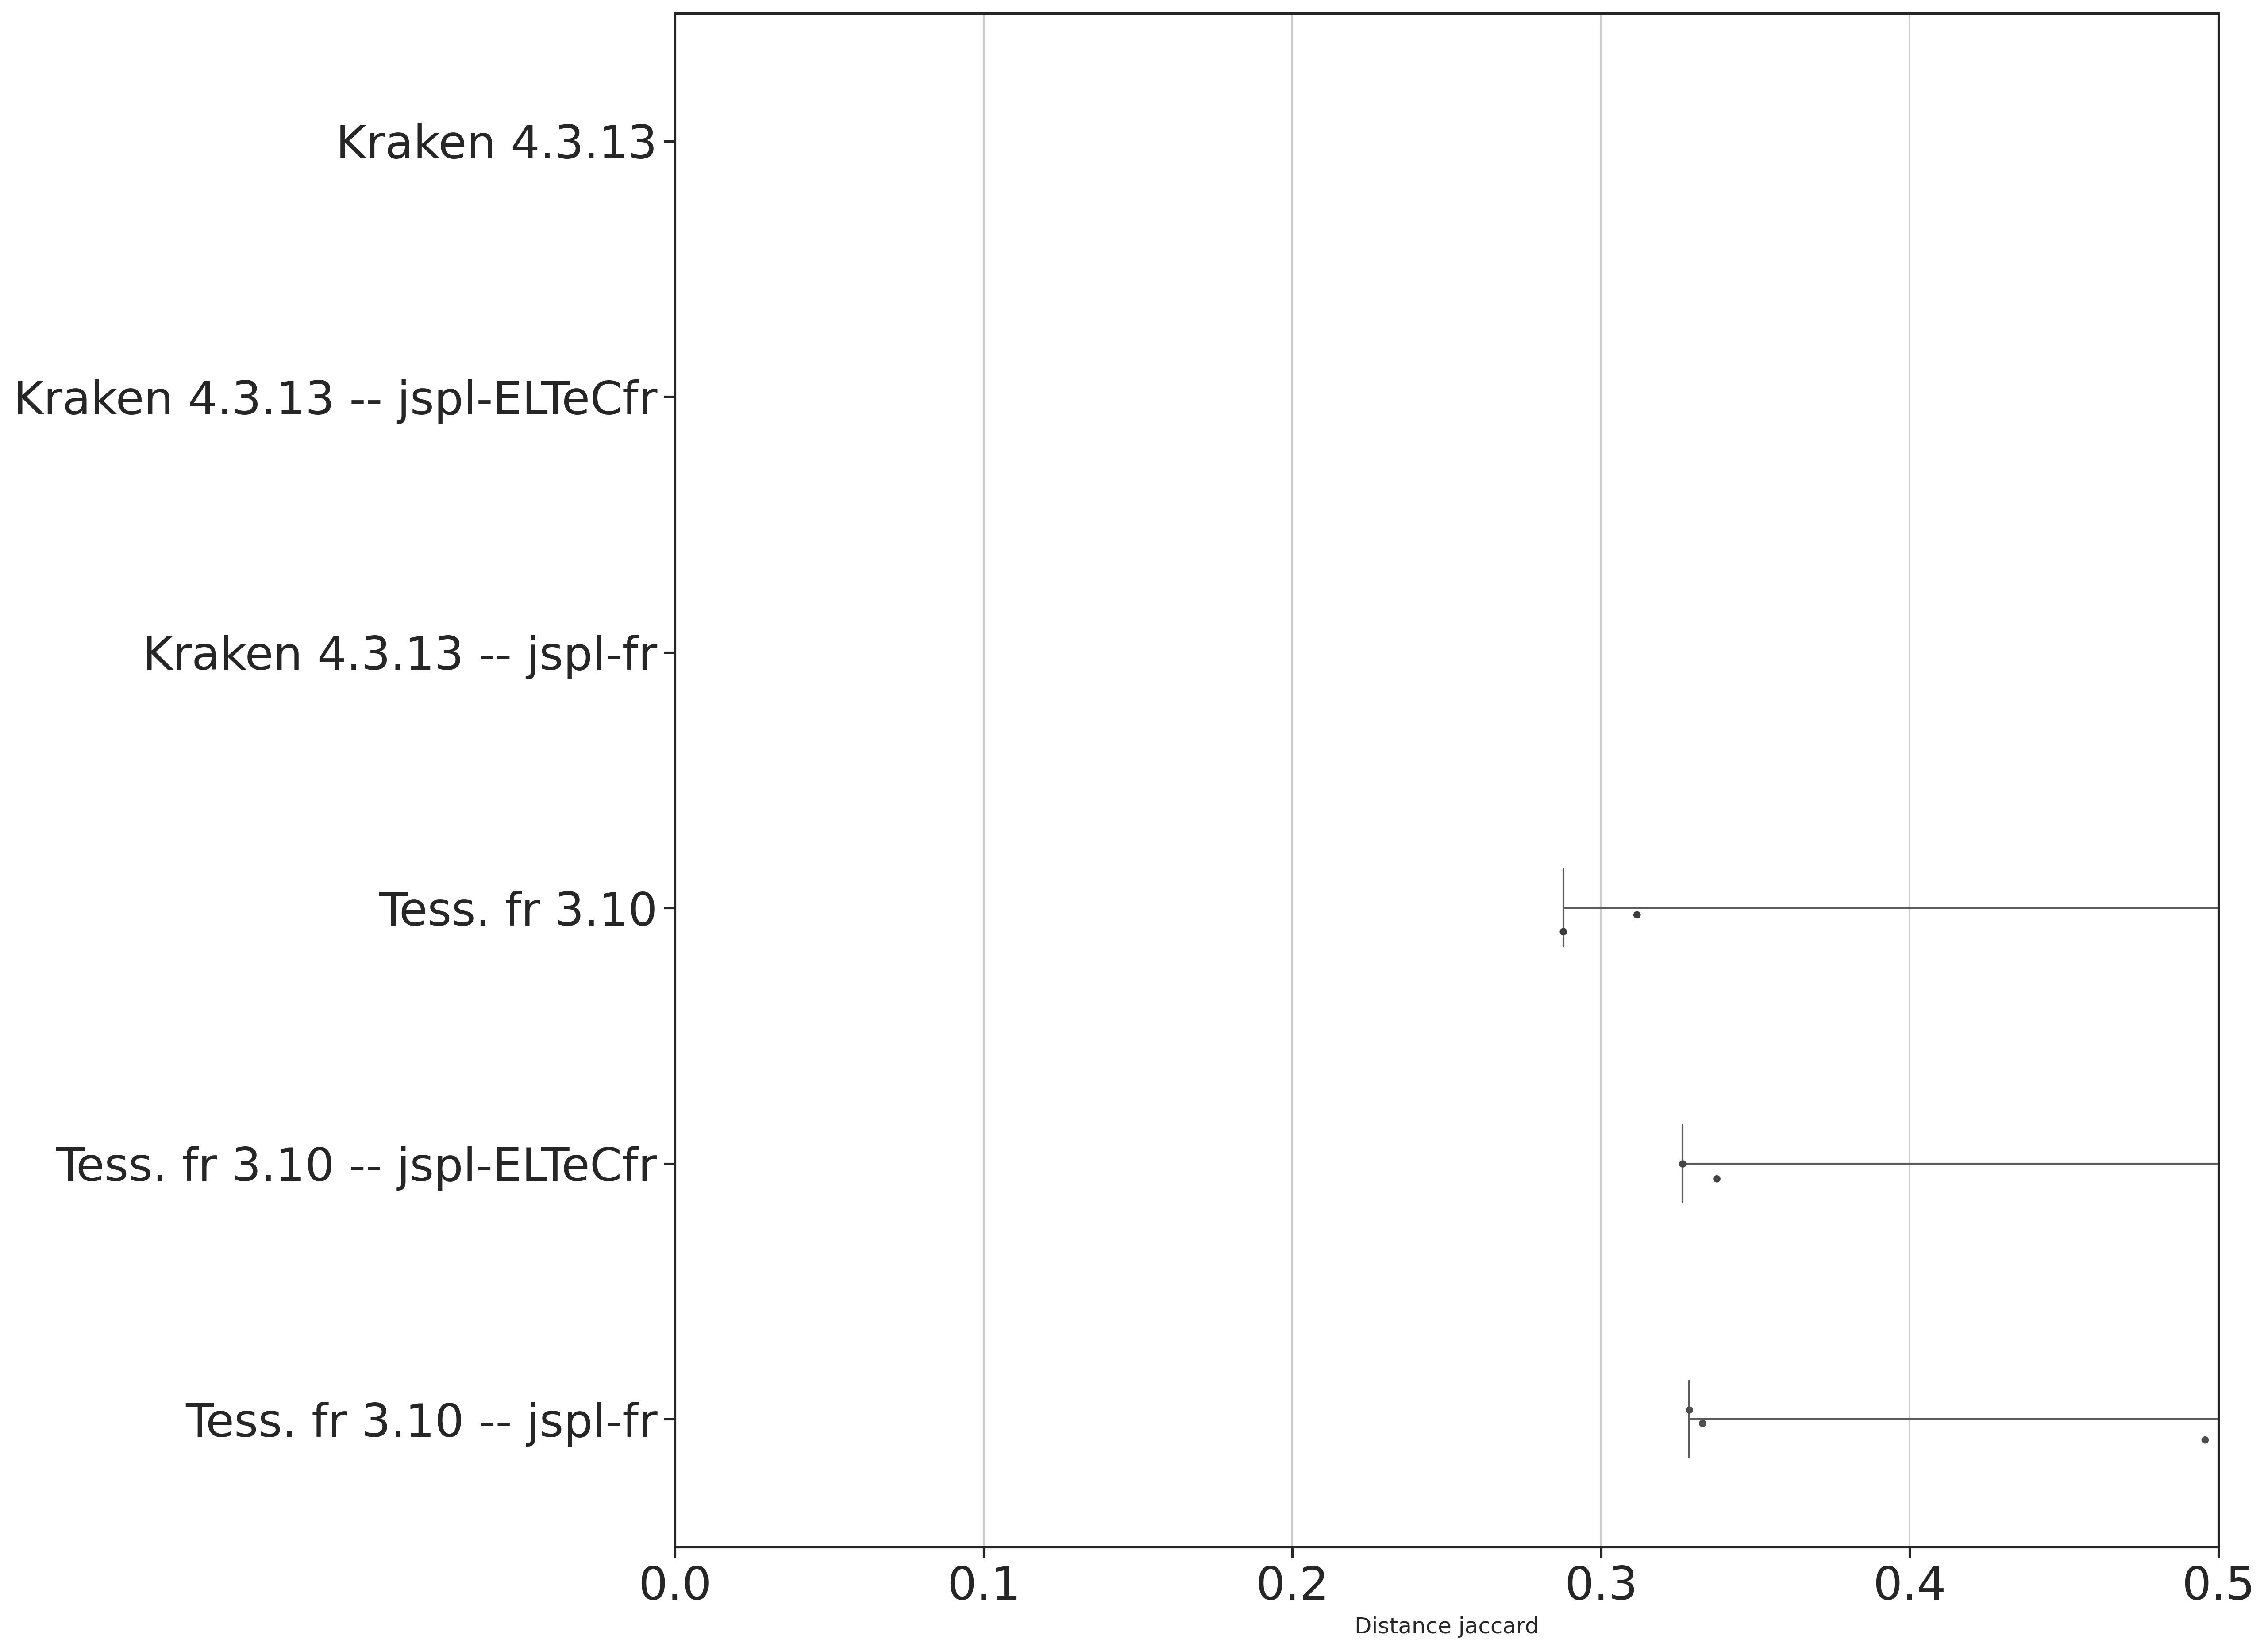 Kraken 4.3.13
Kraken 4.3.13 -- jspl-ELTeCfr
Kraken 4.3.13 -- jspl-fr
Tess. fr 3.10
Tess. fr 3.10 -- jspl-ELTeCfr
Tess. fr 3.10 -- jspl-fr
0.0 0.1 0.2 0.3 0.4 0.5
Distance jaccard